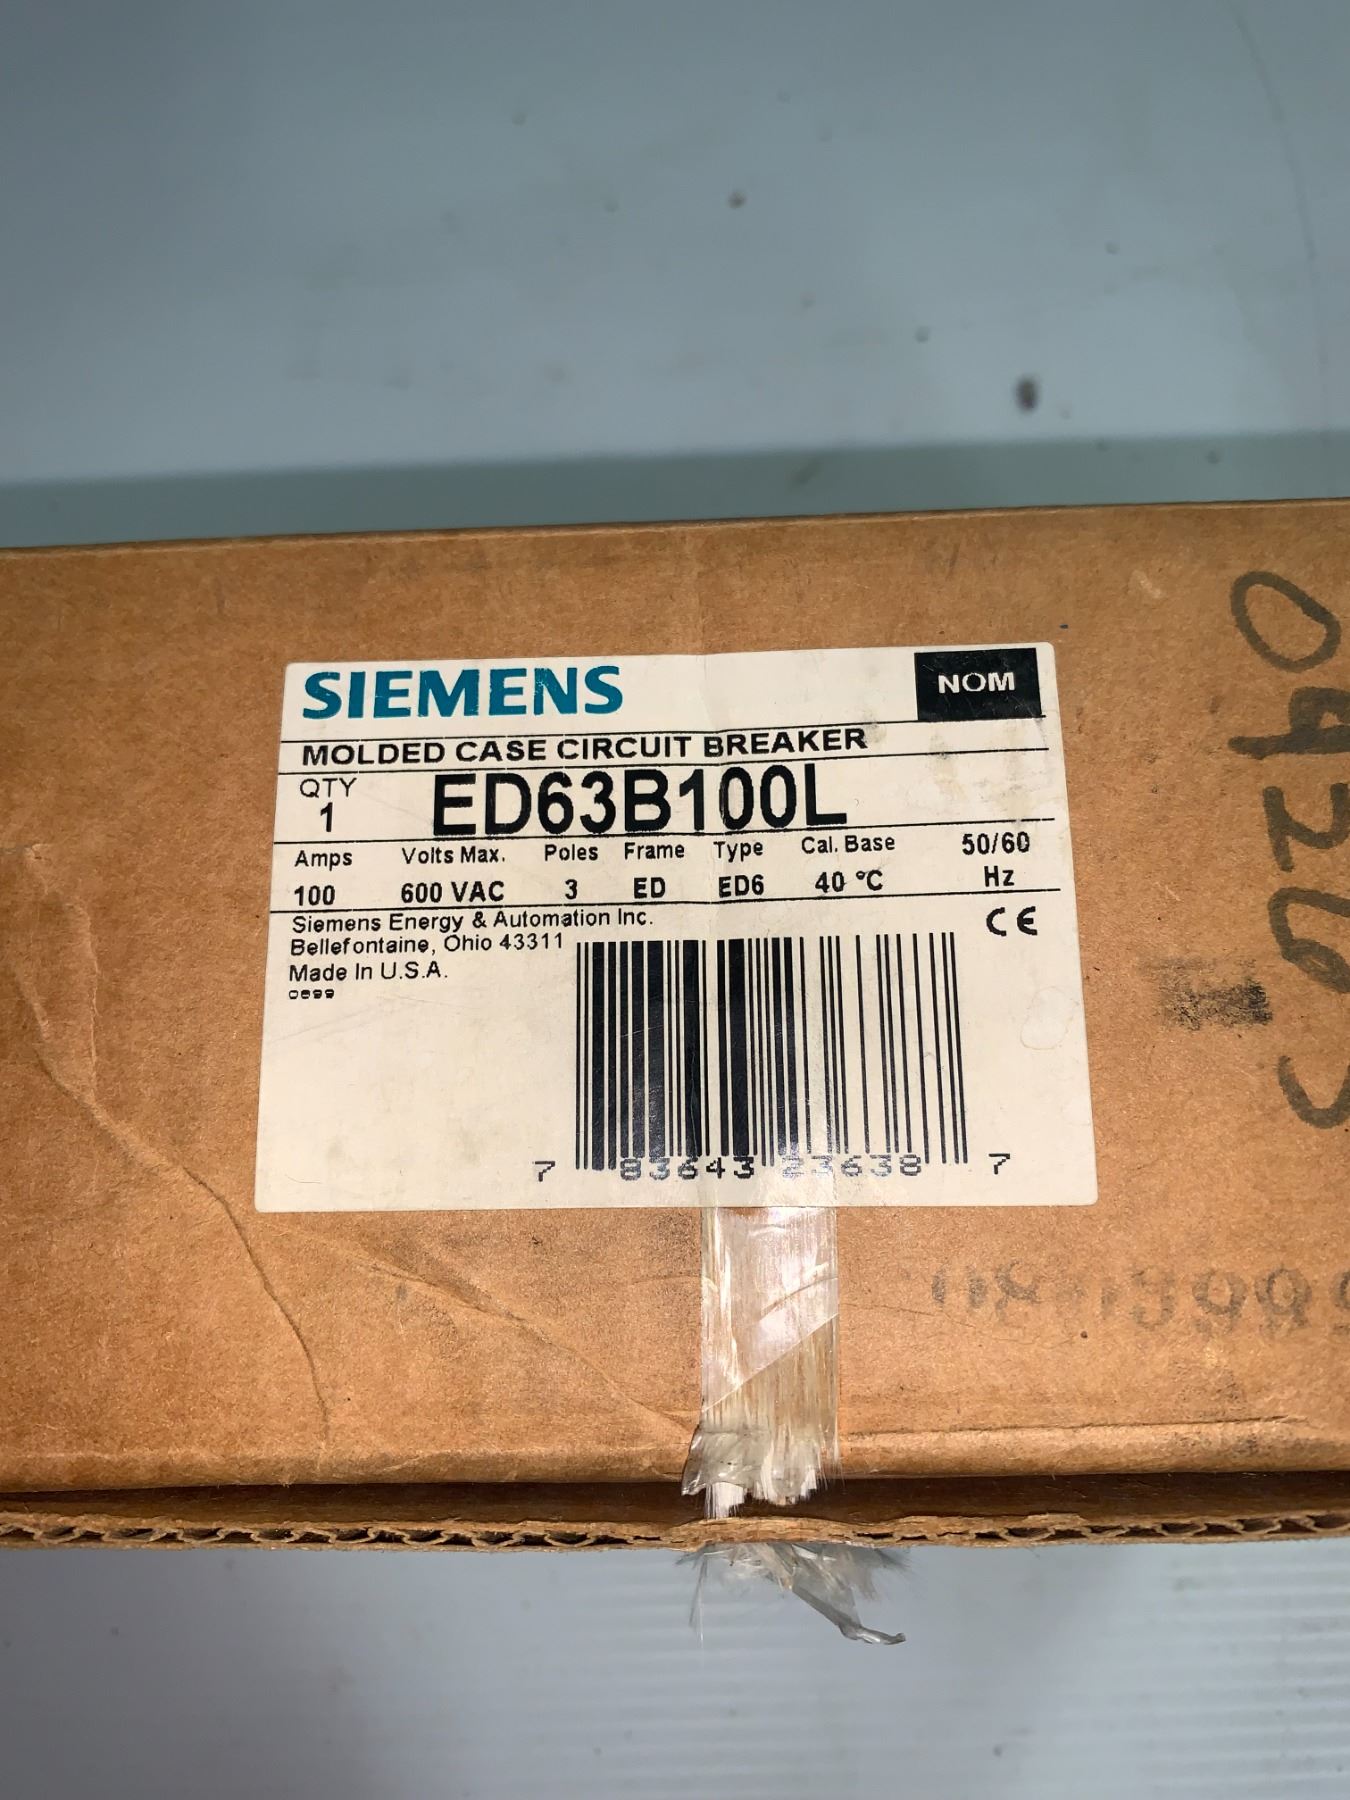 SIEMENS
NOM
MOLDED CASE CIRCUIT BREAKER
QTY
1
ED63B100L
Amps Volts Max. Poles Frame Type Cal. Base 50/60
100 600 VAC 3 ED ED6 40 °C Hz
Siemens Energy & Automation Inc.
Bellefontaine, Ohio 43311
Made In U.S.A.
0899
CE
7 83643 23638 7